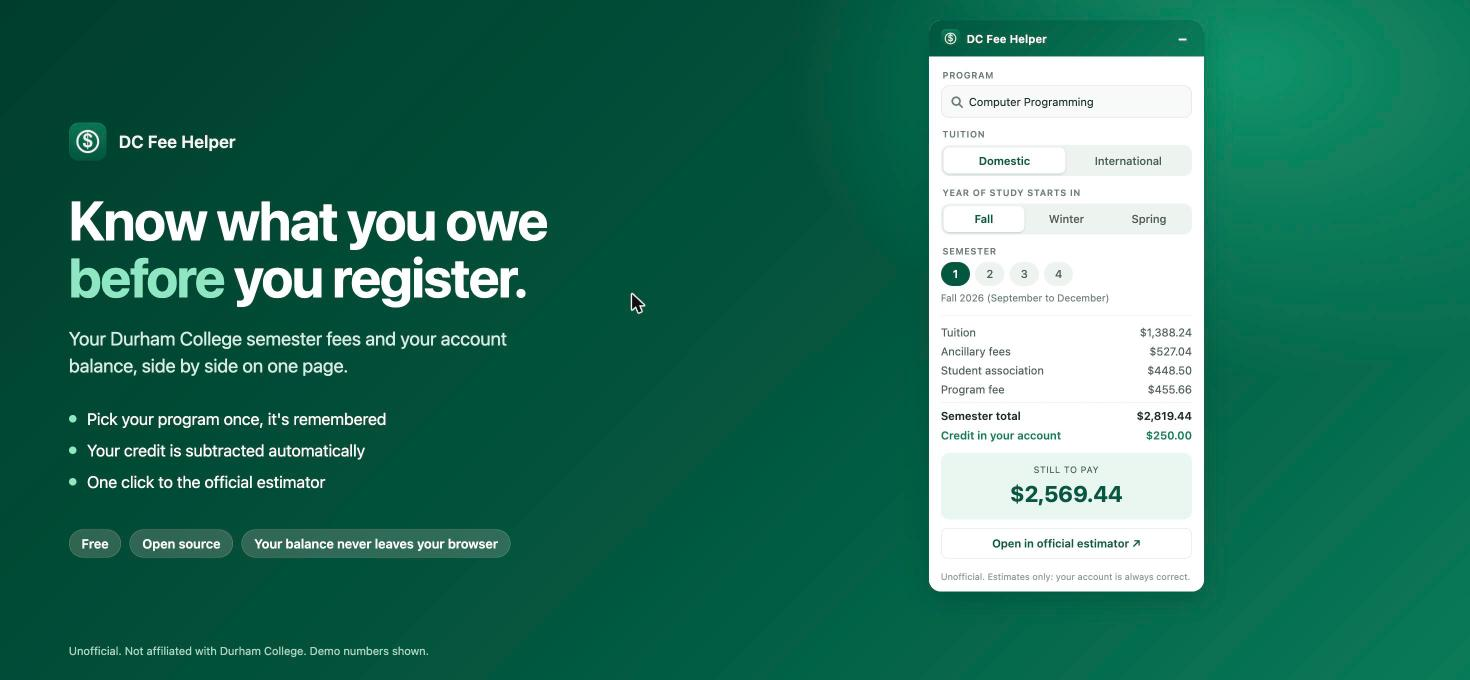 DC Fee Helper
Know what you owe
before you register.
Your Durham College semester fees and your account
balance, side by side on one page.
Pick your program once, it's remembered
Your credit is subtracted automatically
One click to the official estimator
Free
Open source
Your balance never leaves your browser
Unofficial. Not affiliated with Durham College. Demo numbers shown.
DC Fee Helper
PROGRAM
Computer Programming
TUITION
Domestic International
YEAR OF STUDY STARTS IN
Fall Winter Spring
SEMESTER
1 2 3 4
Fall 2026 (September to December)
Tuition $1,388.24
Ancillary fees $527.04
Student association $448.50
Program fee $455.66
Semester total $2,819.44
Credit in your account $250.00
STILL TO PAY
$2,569.44
Open in official estimator ↗
Unofficial. Estimates only: your account is always correct.